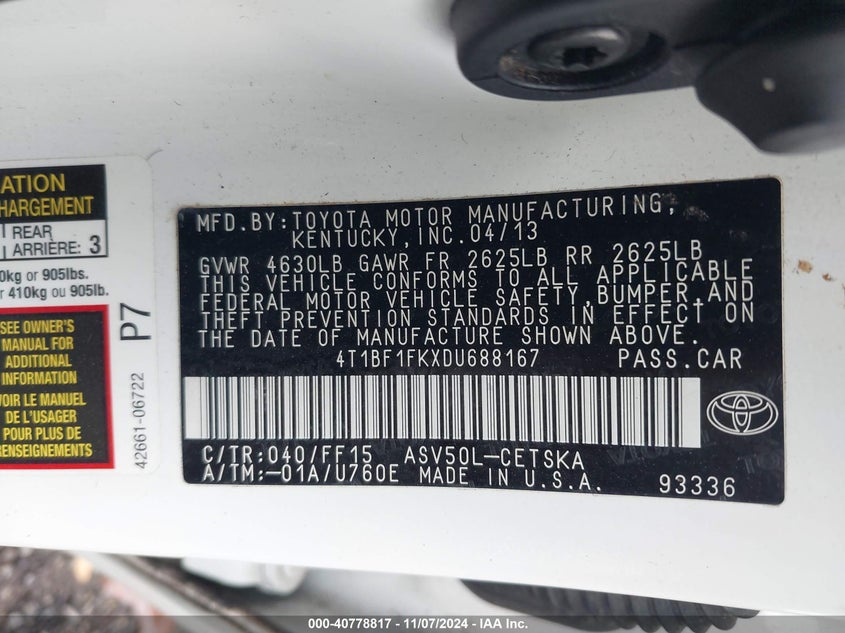 ATION
HARGEMENT
REAR
ARRIÈRE: 3
0kg or 905lbs.
r 410kg ou 905lb.
SEE OWNER'S
MANUAL FOR
ADDITIONAL
INFORMATION
VOIR LE MANUEL
DE L'USAGER
POUR PLUS DE
RENSEIGNEMENTS
P7
42661-06722
MFD.BY:TOYOTA MOTOR MANUFACTURING,
KENTUCKY,INC.04/13
GVWR 4630LB GAWR FR 2625LB RR 2625LB
THIS VEHICLE CONFORMS TO ALL APPLICABLE
FEDERAL MOTOR VEHICLE SAFETY,BUMPER,AND
THEFT PREVENTION STANDARDS IN EFFECT ON
THE DATE OF MANUFACTURE SHOWN ABOVE.
4T1BF1FKXDU688167 PASS.CAR
C/TR:040/FF15 ASV50L-CETSKA
A/TM:-01A/U760E MADE IN U.S.A.
93336
000-40778817 - 11/07/2024 - IAA Inc.